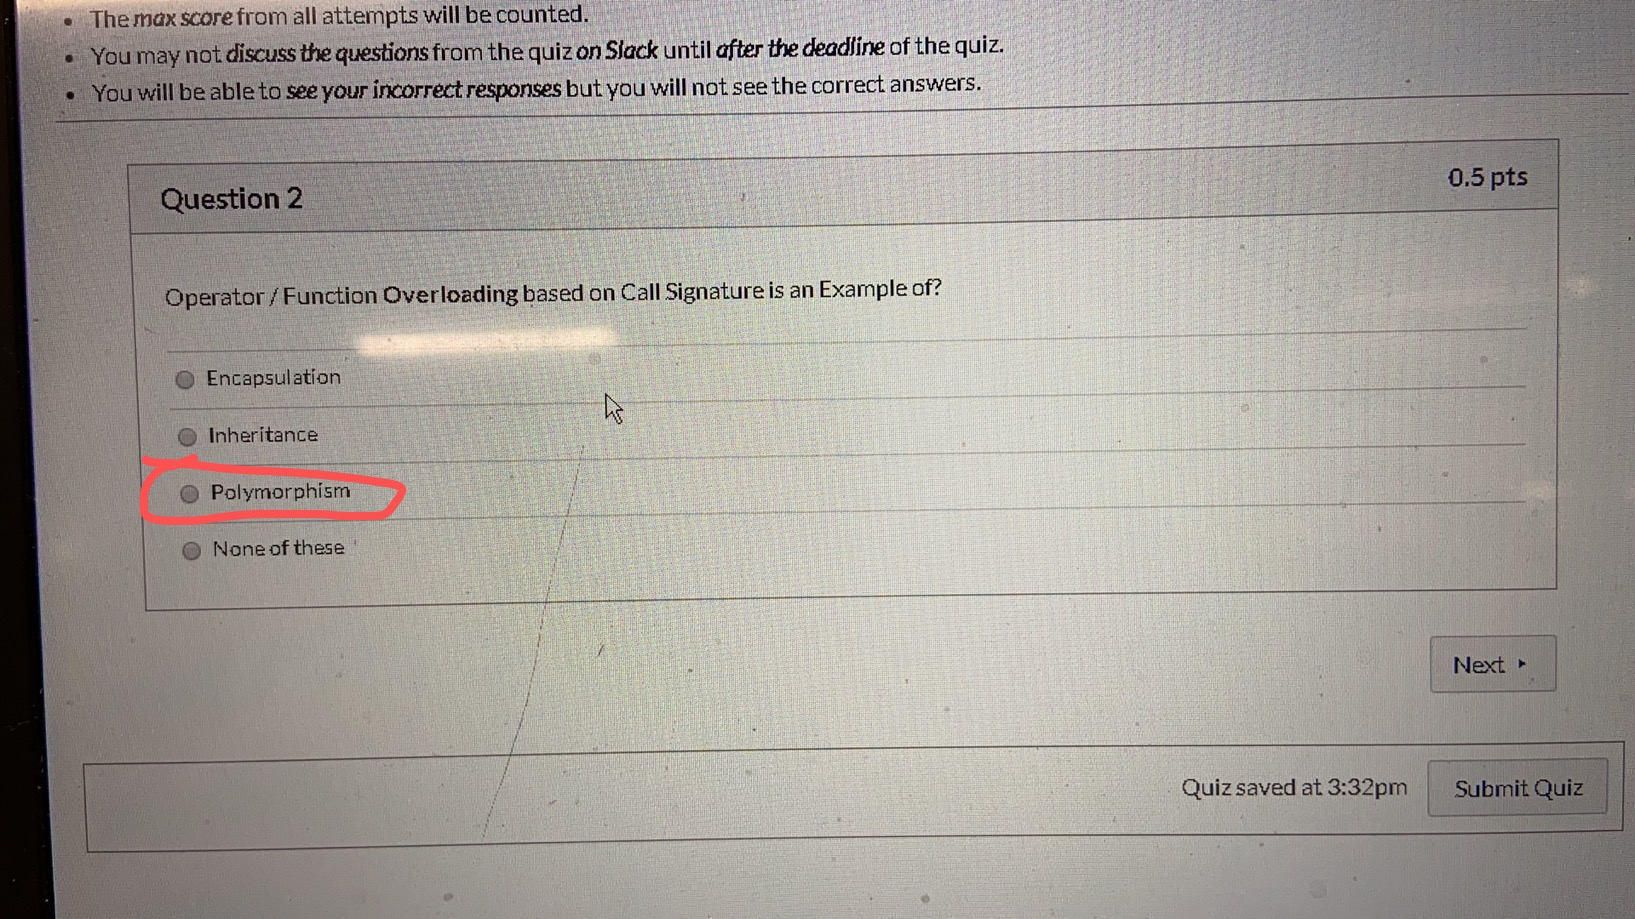 The max score from all attempts will be counted.
You may not discuss the questions from the quiz on Slack until after the deadline of the quiz.
You will be able to see your incorrect responses but you will not see the correct answers.
Question 2
0.5 pts
Operator / Function Overloading based on Call Signature is an Example of?
Encapsulation
Inheritance
Polymorphism
None of these
Next
Quiz saved at 3:32pm
Submit Quiz